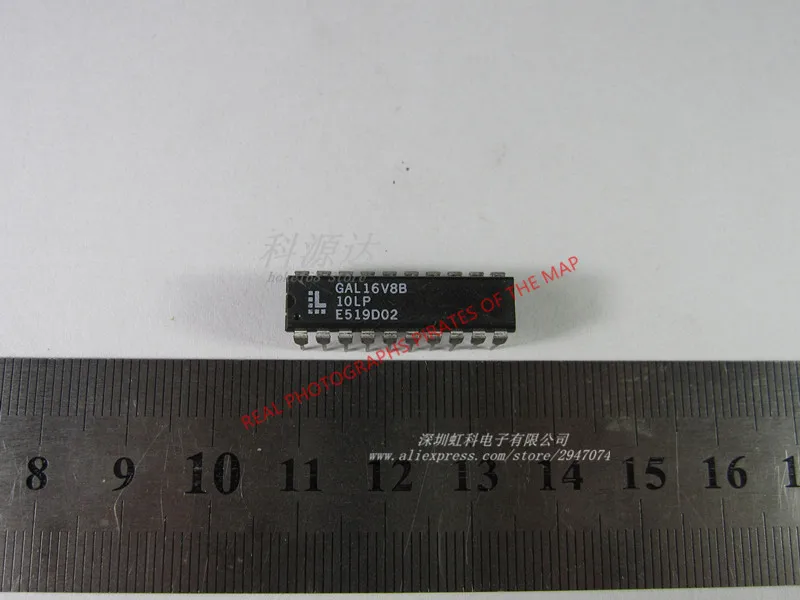 科源达
GAL16V8B
10LP
E519D02
REAL PHOTOGRAPHS PIRATES OF THE MAP
深圳虹科电子有限公司
www.aliexpress.com/store/2947074
8 9 10 11 12 13 14 15 16 1